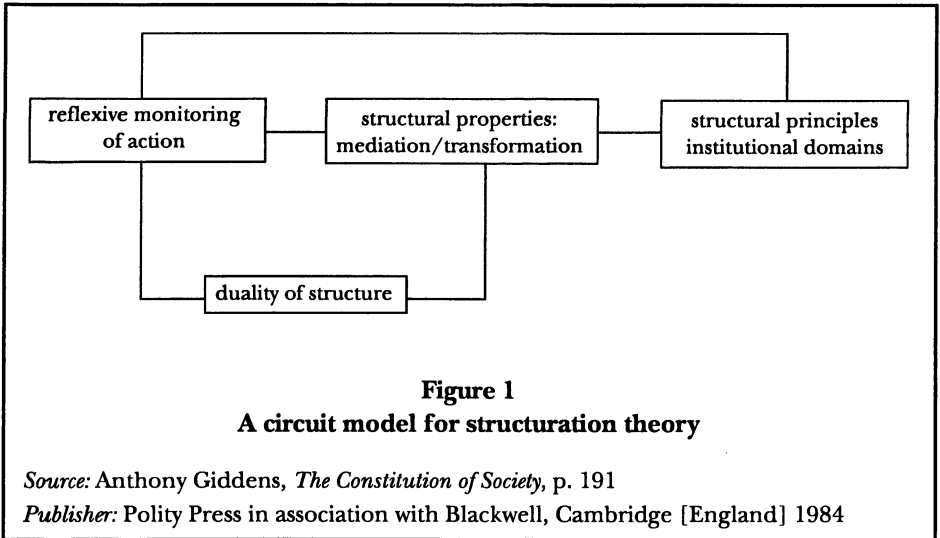 reflexive monitoring
of action
structural properties:
mediation/transformation
structural principles
institutional domains
duality of structure
Figure 1
A circuit model for structuration theory
Source: Anthony Giddens, The Constitution of Society, p. 191
Publisher: Polity Press in association with Blackwell, Cambridge [England] 1984